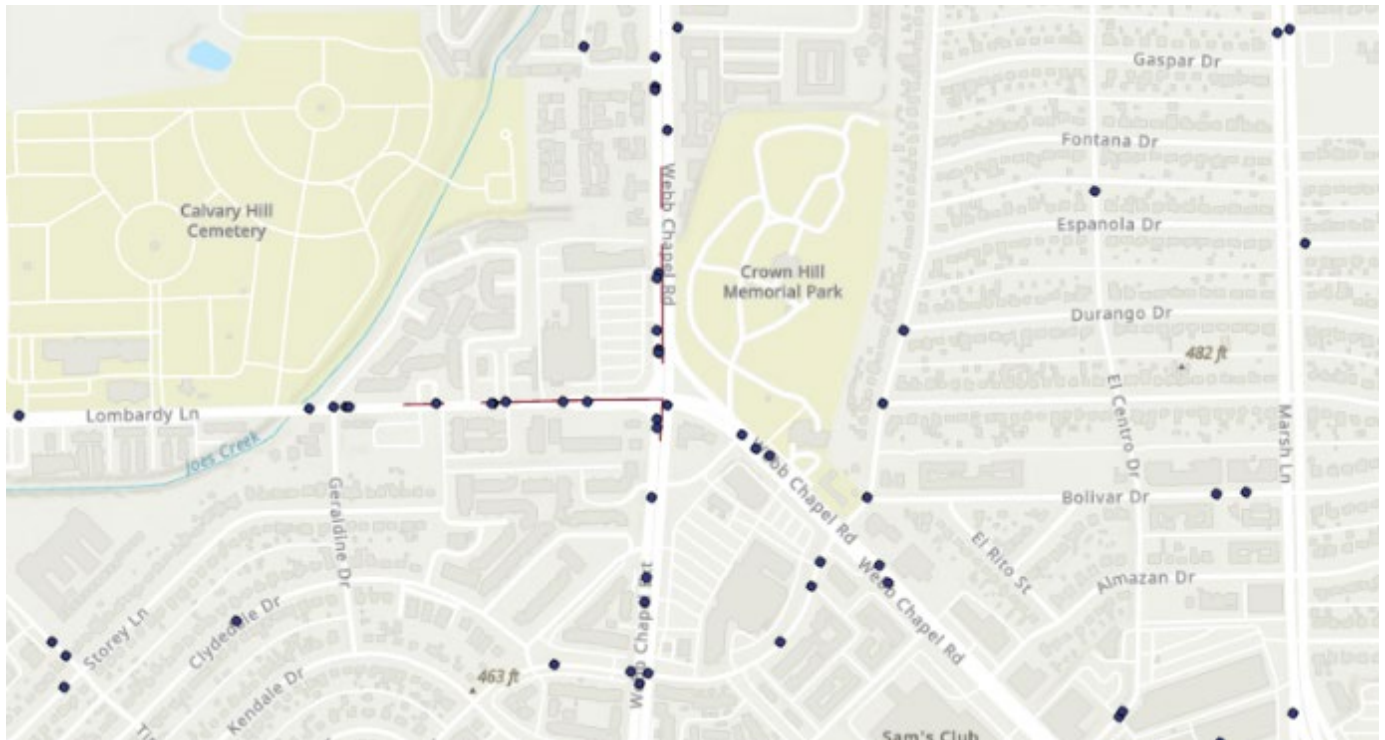 Gaspar Dr
Fontana Dr
Webb Chapel Rd
Calvary Hill
Cemetery
Espanola Dr
Crown Hill
Memorial Park
Durango Dr
482 ft
El Centro Dr
Marsh Ln
Lombardy Ln
Joes Creek
Webb Chapel Rd
Geraldine Dr
Bolivar Dr
El Rito St
Almazan Dr
Webb Chapel Rd
Storey Ln
Clydedale Dr
Kendale Dr
463 ft
Sam's Club